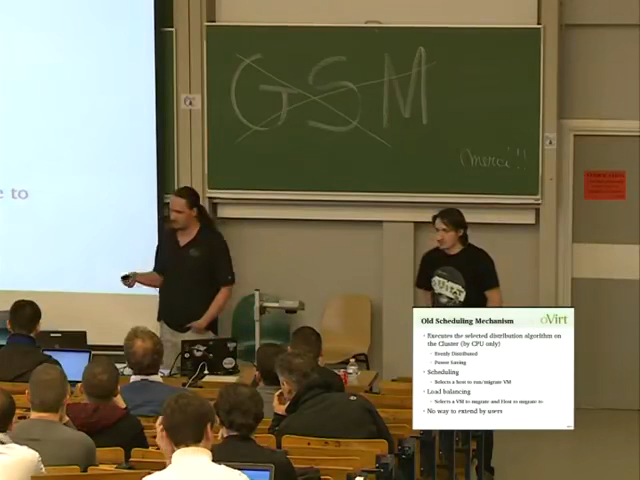 GSM
merci!!
e to
Old Scheduling Mechanism
oVirt
• Executes the selected distribution algorithm on
the Cluster (by CPU only)
• Evenly Distributed
• Power Saving
• Scheduling
• Selects a host to run/migrate VM
• Load balancing
• Selects a VM to migrate and Host to migrate to
• No way to extend by users